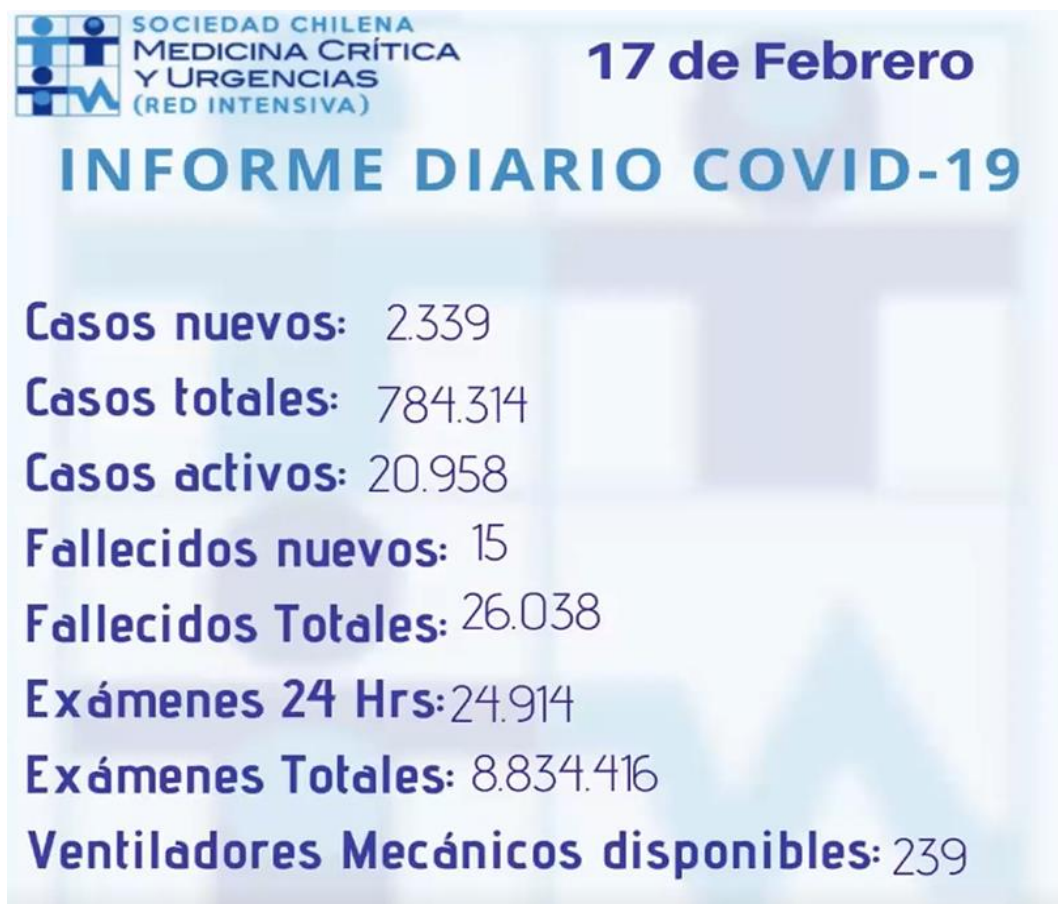 SOCIEDAD CHILENA
MEDICINA CRÍTICA
Y URGENCIAS
(RED INTENSIVA)
17 de Febrero
INFORME DIARIO COVID-19
Casos nuevos: 2.339
Casos totales: 784.314
Casos activos: 20.958
Fallecidos nuevos: 15
Fallecidos Totales: 26.038
Exámenes 24 Hrs: 24.914
Exámenes Totales: 8.834.416
Ventiladores Mecánicos disponibles: 239